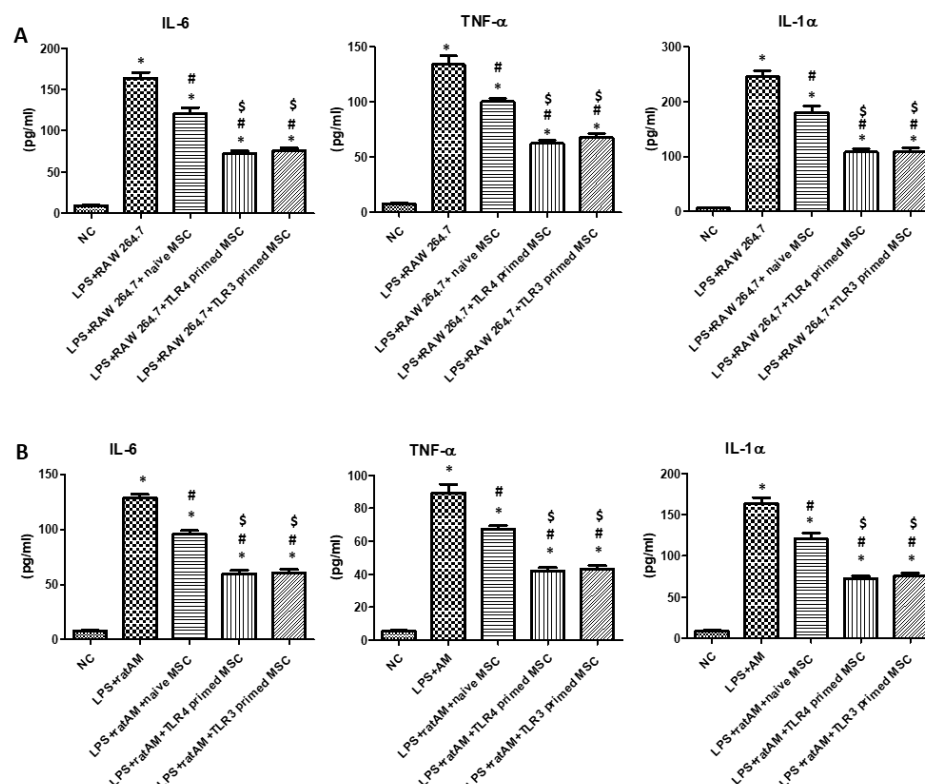 A
IL-6
(pg/ml)
200
150
100
50
0
*
#
*
$
#
*
$
#
*
NC
LPS+RAW 264.7
LPS+RAW 264.7+ naive MSC
LPS+RAW 264.7+TLR4 primed MSC
LPS+RAW 264.7+TLR3 primed MSC
TNF-α
(pg/ml)
150
100
50
0
*
#
*
$
#
*
$
#
*
NC
LPS+RAW 264.7
LPS+RAW 264.7+ naive MSC
LPS+RAW 264.7+TLR4 primed MSC
LPS+RAW 264.7+TLR3 primed MSC
IL-1α
(pg/ml)
300
200
100
0
*
#
*
$
#
*
$
#
*
NC
LPS+RAW 264.7
LPS+RAW 264.7+ naive MSC
LPS+RAW 264.7+TLR4 primed MSC
LPS+RAW 264.7+TLR3 primed MSC
B
IL-6
(pg/ml)
150
100
50
0
*
#
*
$
#
*
$
#
*
NC
LPS+ratAM
LPS+ratAM+naive MSC
LPS+ratAM+TLR4 primed MSC
LPS+ratAM+TLR3 primed MSC
TNF-α
(pg/ml)
100
80
60
40
20
0
*
#
*
$
#
*
$
#
*
NC
LPS+AM
LPS+ratAM+naive MSC
LPS+ratAM+TLR4 primed MSC
LPS+ratAM+TLR3 primed MSC
IL-1α
(pg/ml)
200
150
100
50
0
*
#
*
$
#
*
$
#
*
NC
LPS+AM
LPS+ratAM+naive MSC
LPS+ratAM+TLR4 primed MSC
LPS+ratAM+TLR3 primed MSC